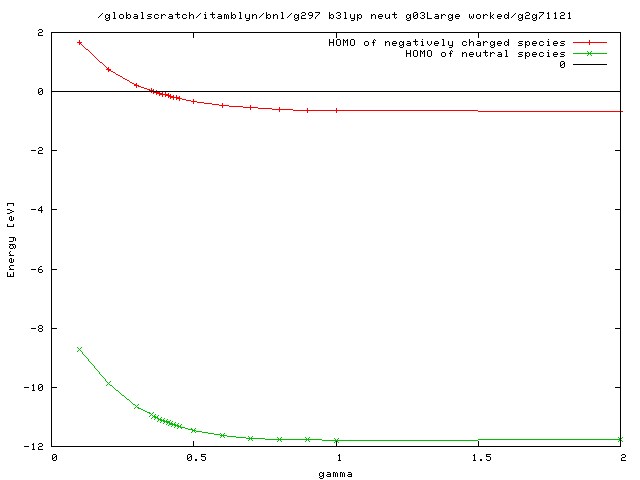 /globalscratch/itamblyn/bnl/g297 b3lyp neut g03Large worked/g2g71121
HOMO of negatively charged species
HOMO of neutral species
0
2
0
-2
-4
-6
-8
-10
-12
Energy [eV]
0
0.5
1
1.5
2
gamma